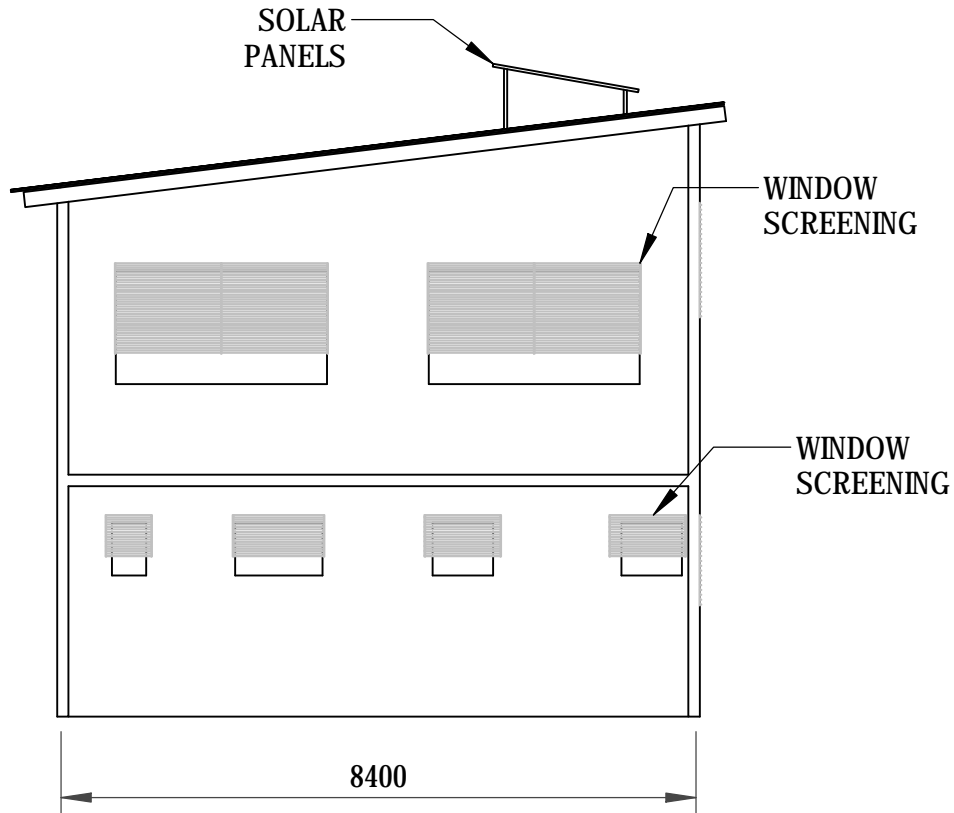 SOLAR
PANELS
WINDOW
SCREENING
WINDOW
SCREENING
8400